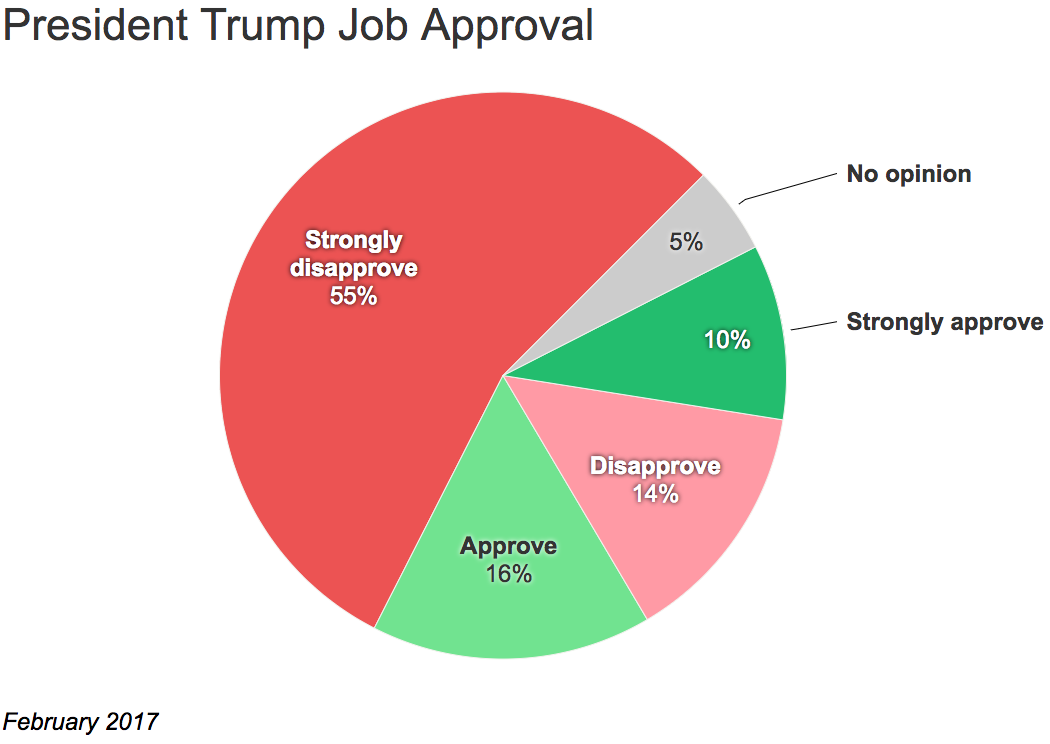 President Trump Job Approval
No opinion
5%
Strongly
disapprove
55%
Strongly approve
10%
Disapprove
14%
Approve
16%
February 2017